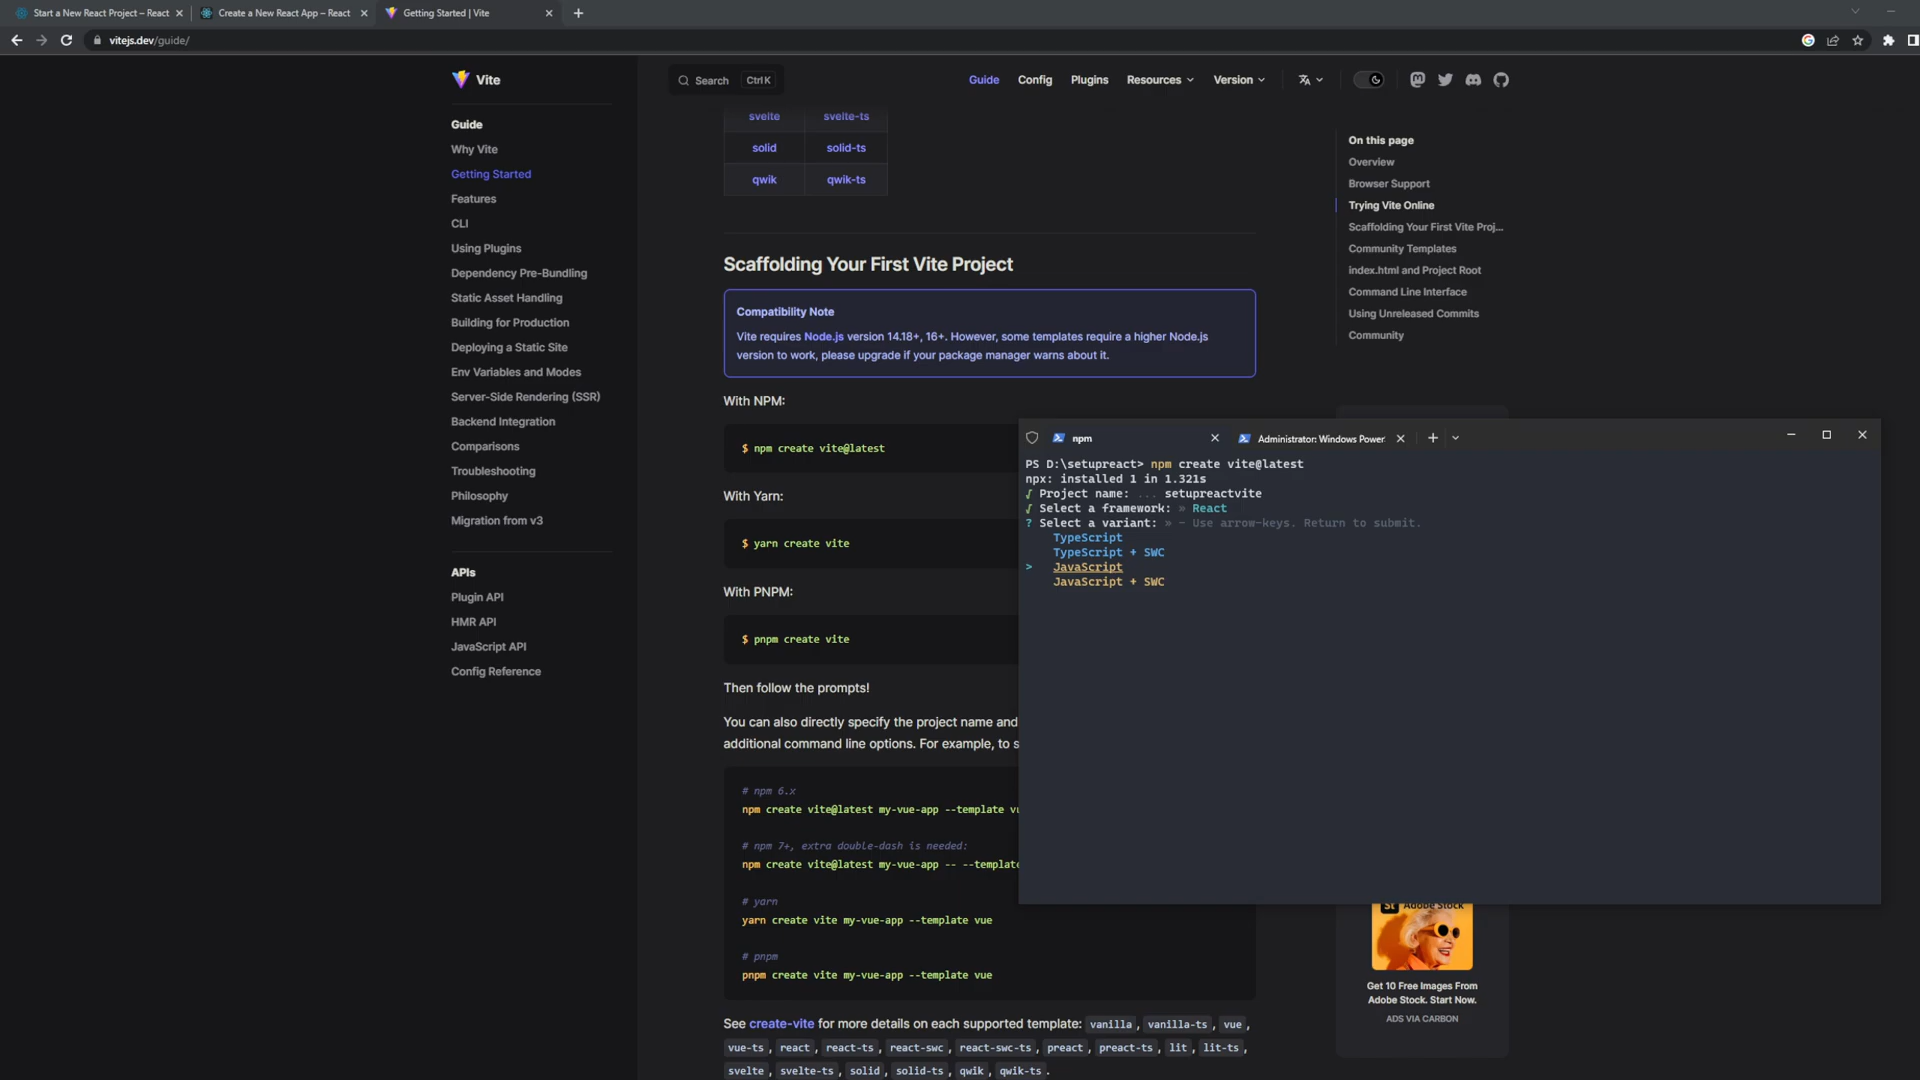 Start a New React Project – React
Create a New React App – React
Getting Started | Vite
vitejs.dev/guide/
Vite
Search
Ctrl K
Guide
Config
Plugins
Resources
Version
Guide
Why Vite
Getting Started
Features
CLI
Using Plugins
Dependency Pre-Bundling
Static Asset Handling
Building for Production
Deploying a Static Site
Env Variables and Modes
Server-Side Rendering (SSR)
Backend Integration
Comparisons
Troubleshooting
Philosophy
Migration from v3
APIs
Plugin API
HMR API
JavaScript API
Config Reference
svelte svelte-ts
solid solid-ts
qwik qwik-ts
Scaffolding Your First Vite Project
Compatibility Note
Vite requires Node.js version 14.18+, 16+. However, some templates require a higher Node.js
version to work, please upgrade if your package manager warns about it.
With NPM:
$ npm create vite@latest
With Yarn:
$ yarn create vite
With PNPM:
$ pnpm create vite
Then follow the prompts!
You can also directly specify the project name and
additional command line options. For example, to s
# npm 6.x
npm create vite@latest my-vue-app --template vu
# npm 7+, extra double-dash is needed:
npm create vite@latest my-vue-app -- --template
# yarn
yarn create vite my-vue-app --template vue
# pnpm
pnpm create vite my-vue-app --template vue
See create-vite for more details on each supported template: vanilla, vanilla-ts, vue,
vue-ts, react, react-ts, react-swc, react-swc-ts, preact, preact-ts, lit, lit-ts,
svelte, svelte-ts, solid, solid-ts, qwik, qwik-ts.
On this page
Overview
Browser Support
Trying Vite Online
Scaffolding Your First Vite Proj...
Community Templates
index.html and Project Root
Command Line Interface
Using Unreleased Commits
Community
npm
Administrator: Windows Power
PS D:\setupreact> npm create vite@latest
npx: installed 1 in 1.321s
√ Project name: ... setupreactvite
√ Select a framework: » React
? Select a variant: » - Use arrow-keys. Return to submit.
TypeScript
TypeScript + SWC
> JavaScript
JavaScript + SWC
St Adobe Stock
Get 10 Free Images From
Adobe Stock. Start Now.
ADS VIA CARBON